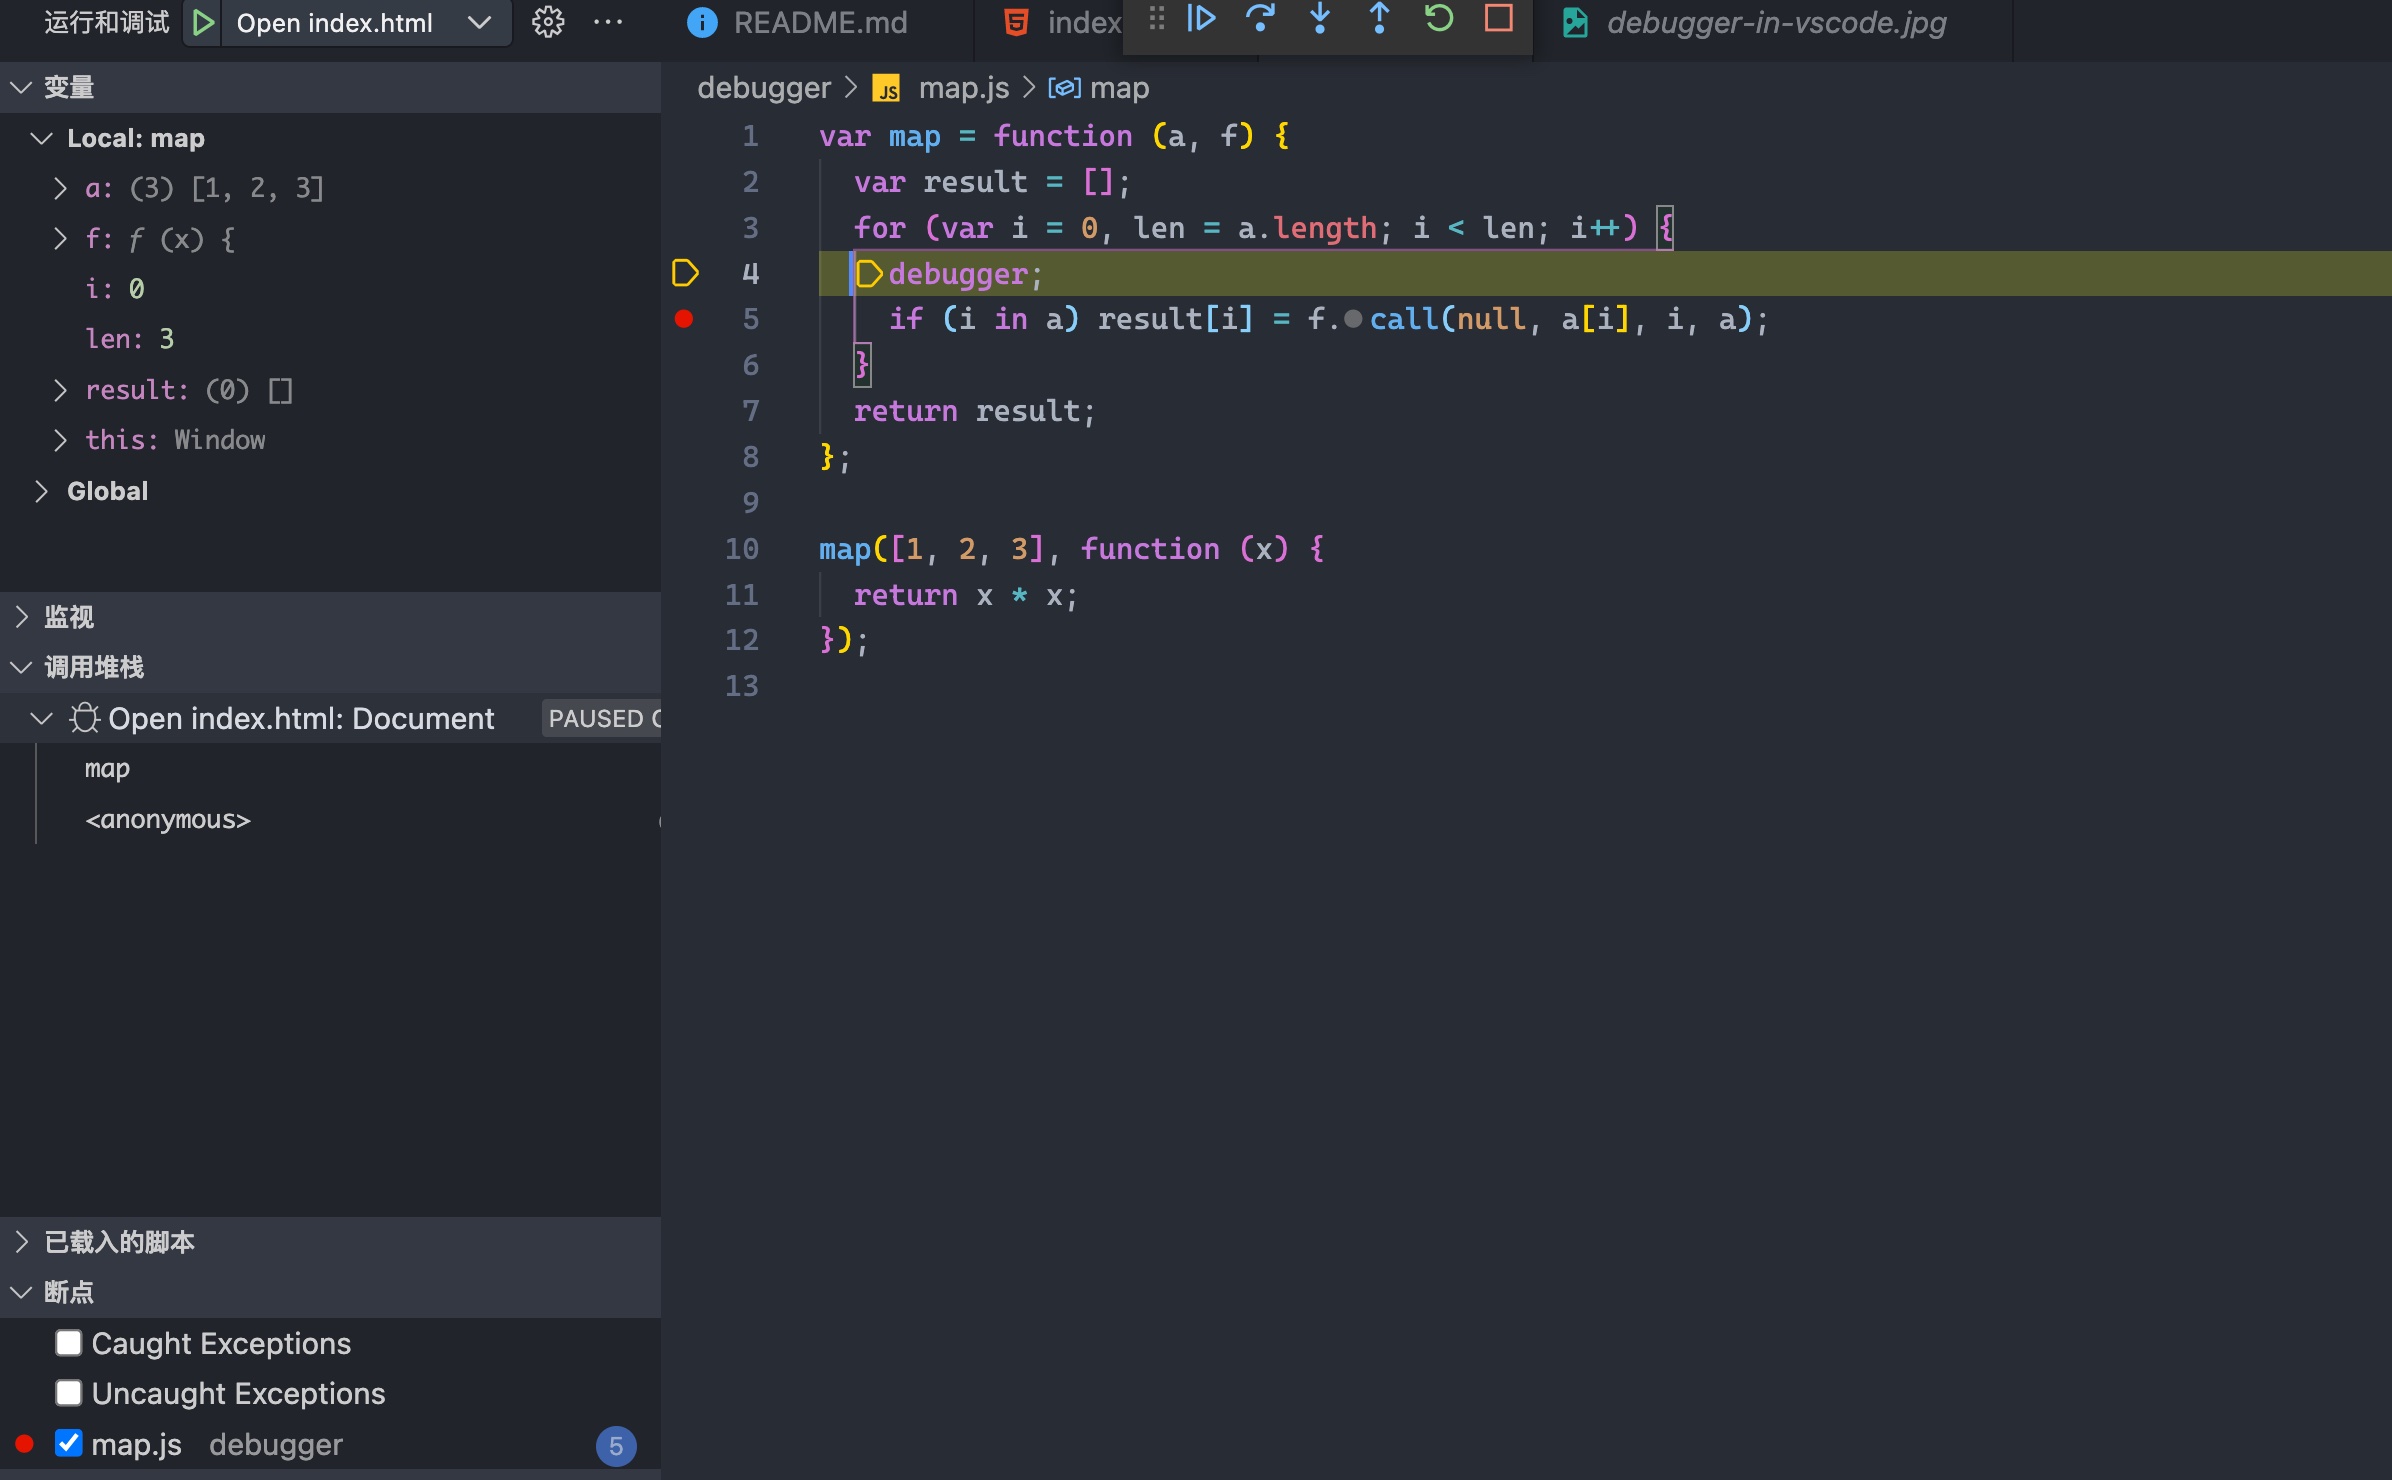 运行和调试 Open index.html
README.md index debugger-in-vscode.jpg
变量
Local: map
a: (3) [1, 2, 3]
f: ƒ (x) {
i: 0
len: 3
result: (0) []
this: Window
Global
监视
调用堆栈
Open index.html: Document PAUSED
map
<anonymous>
已载入的脚本
断点
Caught Exceptions
Uncaught Exceptions
map.js debugger 5
debugger > JS map.js > map
1 var map = function (a, f) {
2 var result = [];
3 for (var i = 0, len = a.length; i < len; i++) {
4 debugger;
5 if (i in a) result[i] = f.call(null, a[i], i, a);
6 }
7 return result;
8 };
9
10 map([1, 2, 3], function (x) {
11 return x * x;
12 });
13